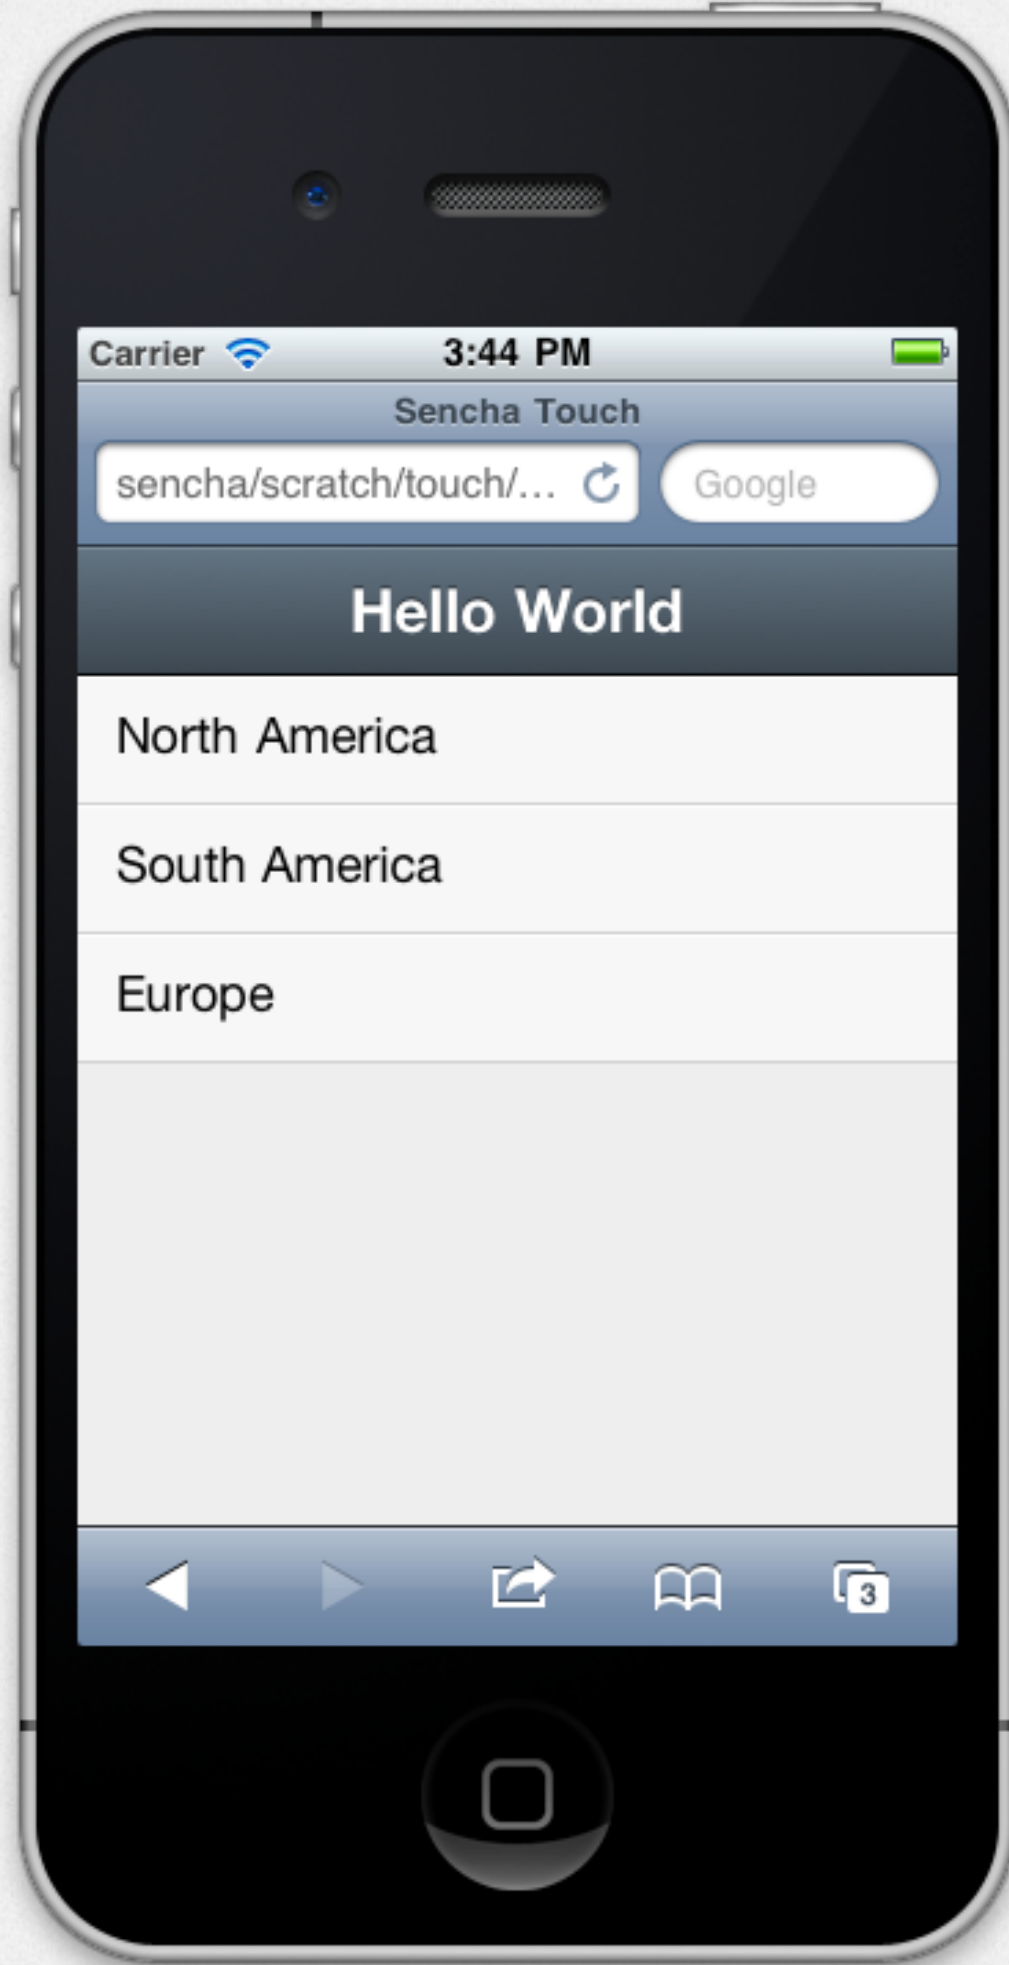 Carrier 3:44 PM
Sencha Touch
sencha/scratch/touch/... Google
Hello World
North America
South America
Europe
3